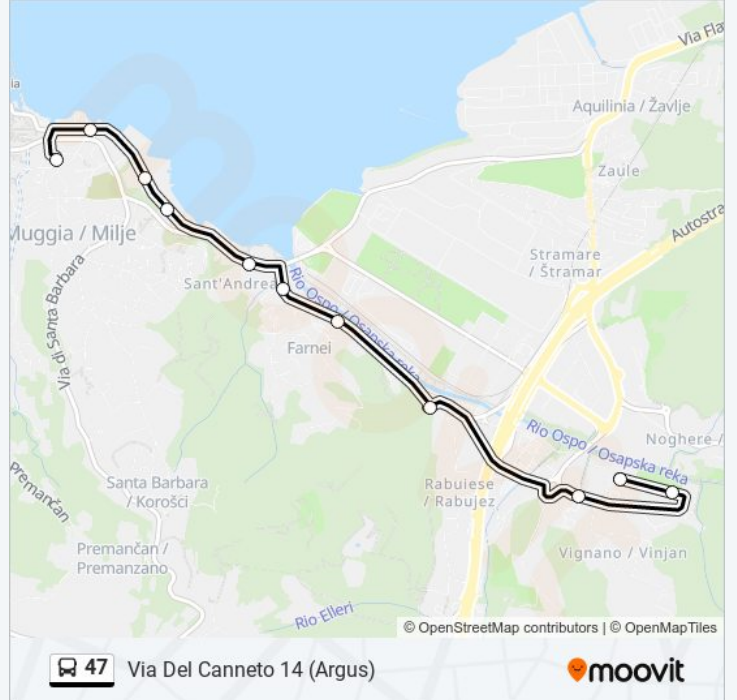 ia
Via Fla
Aquilinia / Žavlje
Zaule
Autostra
Muggia / Milje
Stramare
/ Štramar
Sant'Andrea
Rio Ospo / Osapska reka
Via di Santa Barbara
Farnei
Rio Ospo / Osapska reka
Noghere /
Premančan
Santa Barbara
/ Korošci
Rabuiese
/ Rabujez
Premančan /
Premanzano
Vignano / Vinjan
Rio Elleri
© OpenStreetMap contributors | © OpenMapTiles
47 Via Del Canneto 14 (Argus)
moovit